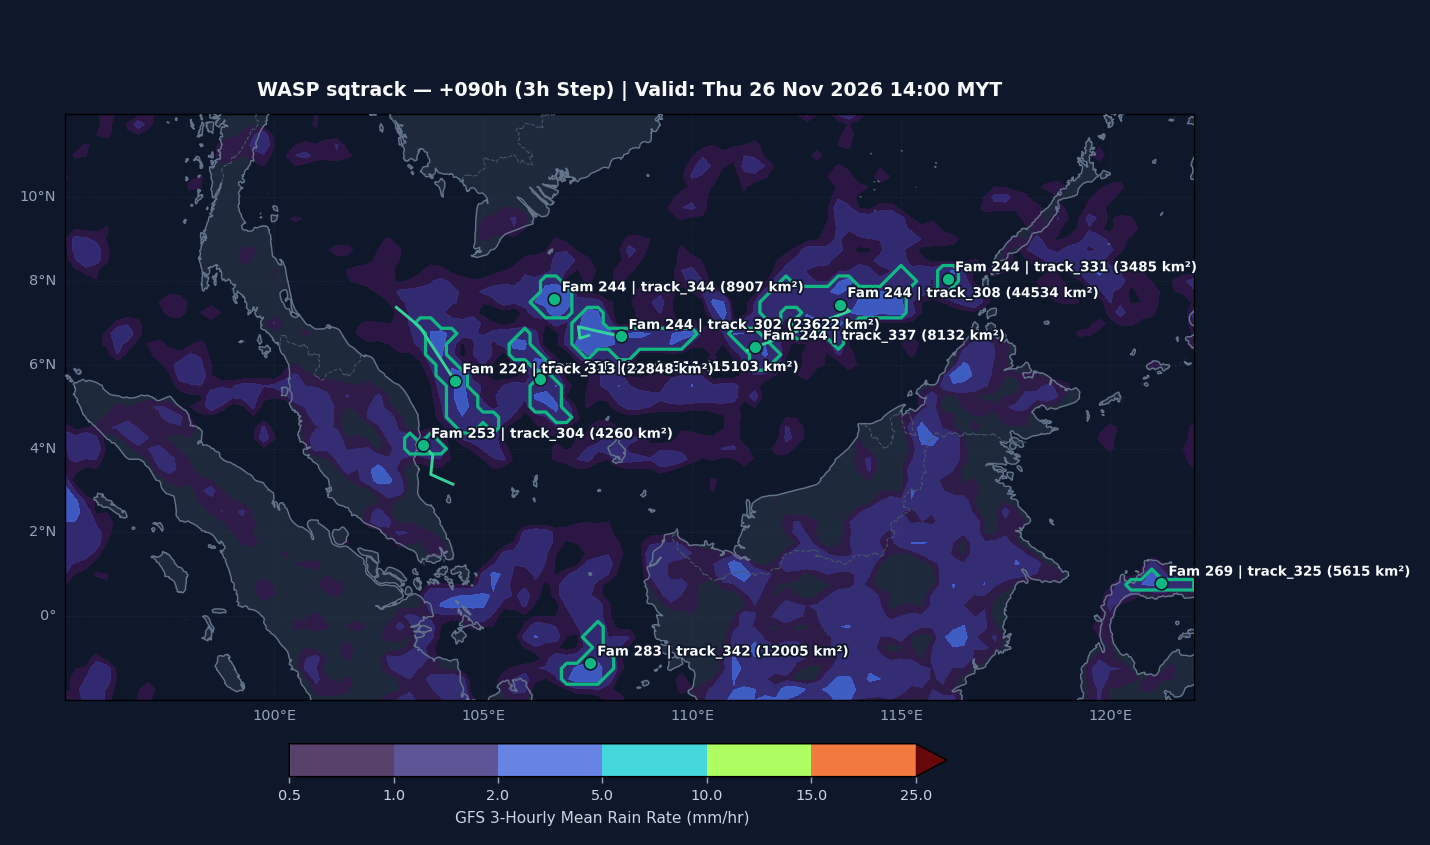 WASP sqtrack — +090h (3h Step) | Valid: Thu 26 Nov 2026 14:00 MYT
10°N
8°N
6°N
4°N
2°N
0°
Fam 244 | track_331 (3485 km²)
Fam 244 | track_344 (8907 km²)
Fam 244 | track_308 (44534 km²)
Fam 244 | track_302 (23622 km²)
Fam 244 | track_337 (8132 km²)
Fam 224 | track_313 (22848 km²)
15103 km²)
Fam 253 | track_304 (4260 km²)
Fam 269 | track_325 (5615 km²)
Fam 283 | track_342 (12005 km²)
100°E 105°E 110°E 115°E 120°E
0.5 1.0 2.0 5.0 10.0 15.0 25.0
GFS 3-Hourly Mean Rain Rate (mm/hr)